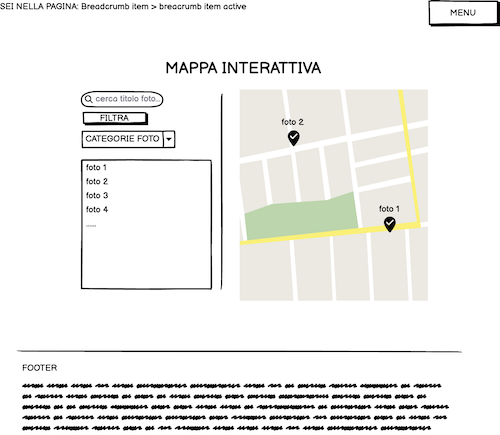 SEI NELLA PAGINA: Breadcrumb item > breacrumb item active
MENU
MAPPA INTERATTIVA
cerca titolo foto..
FILTRA
CATEGORIE FOTO
foto 1
foto 2
foto 3
foto 4
.....
foto 2
foto 1
FOOTER